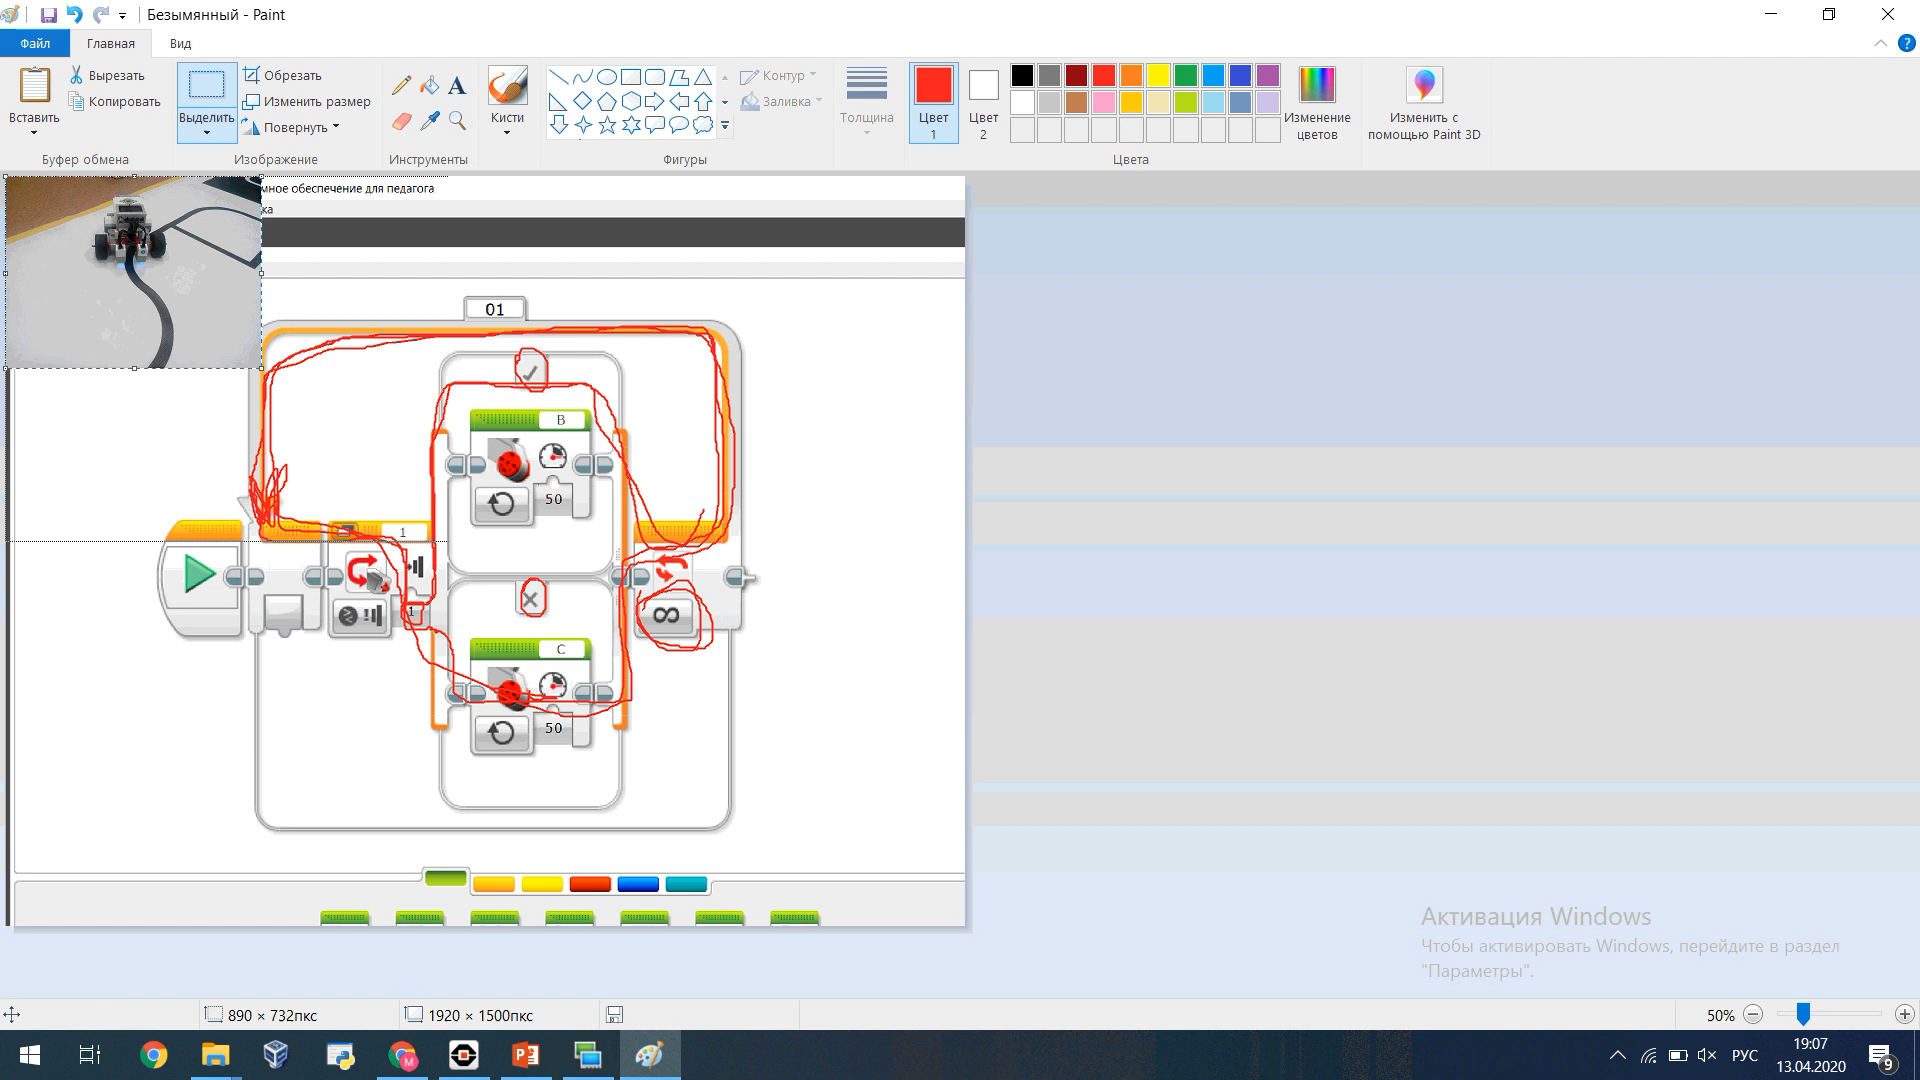 Безымянный - Paint
Файл
Главная
Вид
Вставить
Вырезать
Копировать
Буфер обмена
Выделить
Обрезать
Изменить размер
Повернуть
Изображение
A
Инструменты
Кисти
Фигуры
Контур
Заливка
Толщина
Цвет
1
Цвет
2
Цвета
Изменение
цветов
Изменить с
помощью Paint 3D
?
мное обеспечение для педагога
ка
01
B
50
1
1
∞
C
50
Активация Windows
Чтобы активировать Windows, перейдите в раздел
"Параметры".
890 × 732пкс
1920 × 1500пкс
50%
РУС
19:07
13.04.2020
9